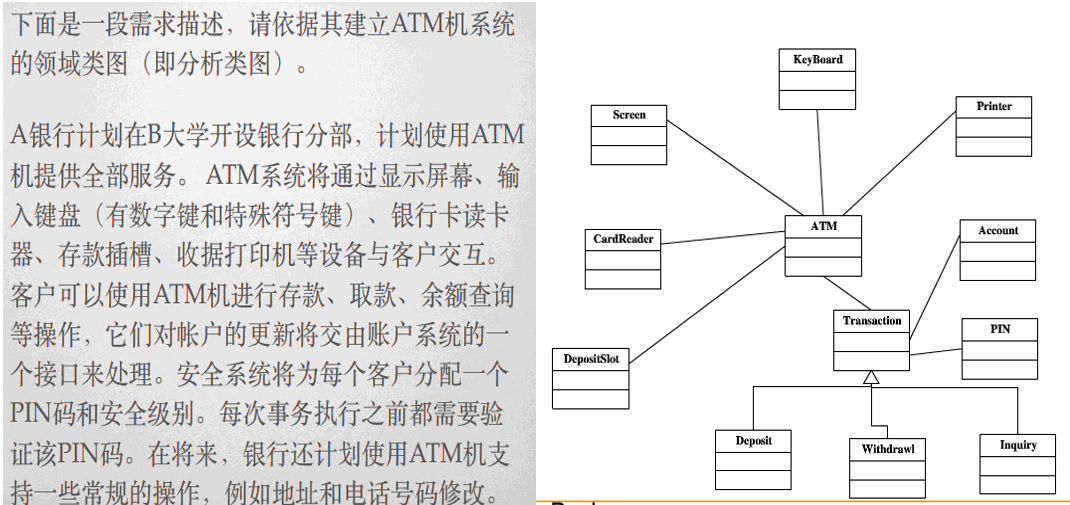 下面是一段需求描述，请依据其建立ATM机系统
的领域类图（即分析类图）。
A银行计划在B大学开设银行分部，计划使用ATM
机提供全部服务。 ATM系统将通过显示屏幕、输
入键盘（有数字键和特殊符号键）、银行卡读卡
器、存款插槽、收据打印机等设备与客户交互。
客户可以使用ATM机进行存款、取款、余额查询
等操作，它们对帐户的更新将交由账户系统的一
个接口来处理。安全系统将为每个客户分配一个
PIN码和安全级别。每次事务执行之前都需要验
证该PIN码。在将来，银行还计划使用ATM机支
持一些常规的操作，例如地址和电话号码修改。
KeyBoard
Screen
Printer
ATM
CardReader
Account
Transaction
PIN
DepositSlot
Deposit
Withdrawl
Inquiry